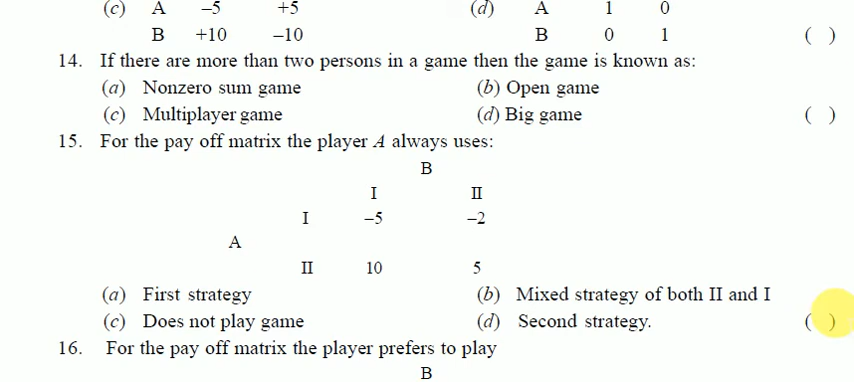 (c) A –5 +5 (d) A 1 0
B +10 –10 B 0 1 ( )
14. If there are more than two persons in a game then the game is known as:
(a) Nonzero sum game (b) Open game
(c) Multiplayer game (d) Big game ( )
15. For the pay off matrix the player A always uses:
B
I II
I –5 –2
A
II 10 5
(a) First strategy (b) Mixed strategy of both II and I
(c) Does not play game (d) Second strategy. ( )
16. For the pay off matrix the player prefers to play
B